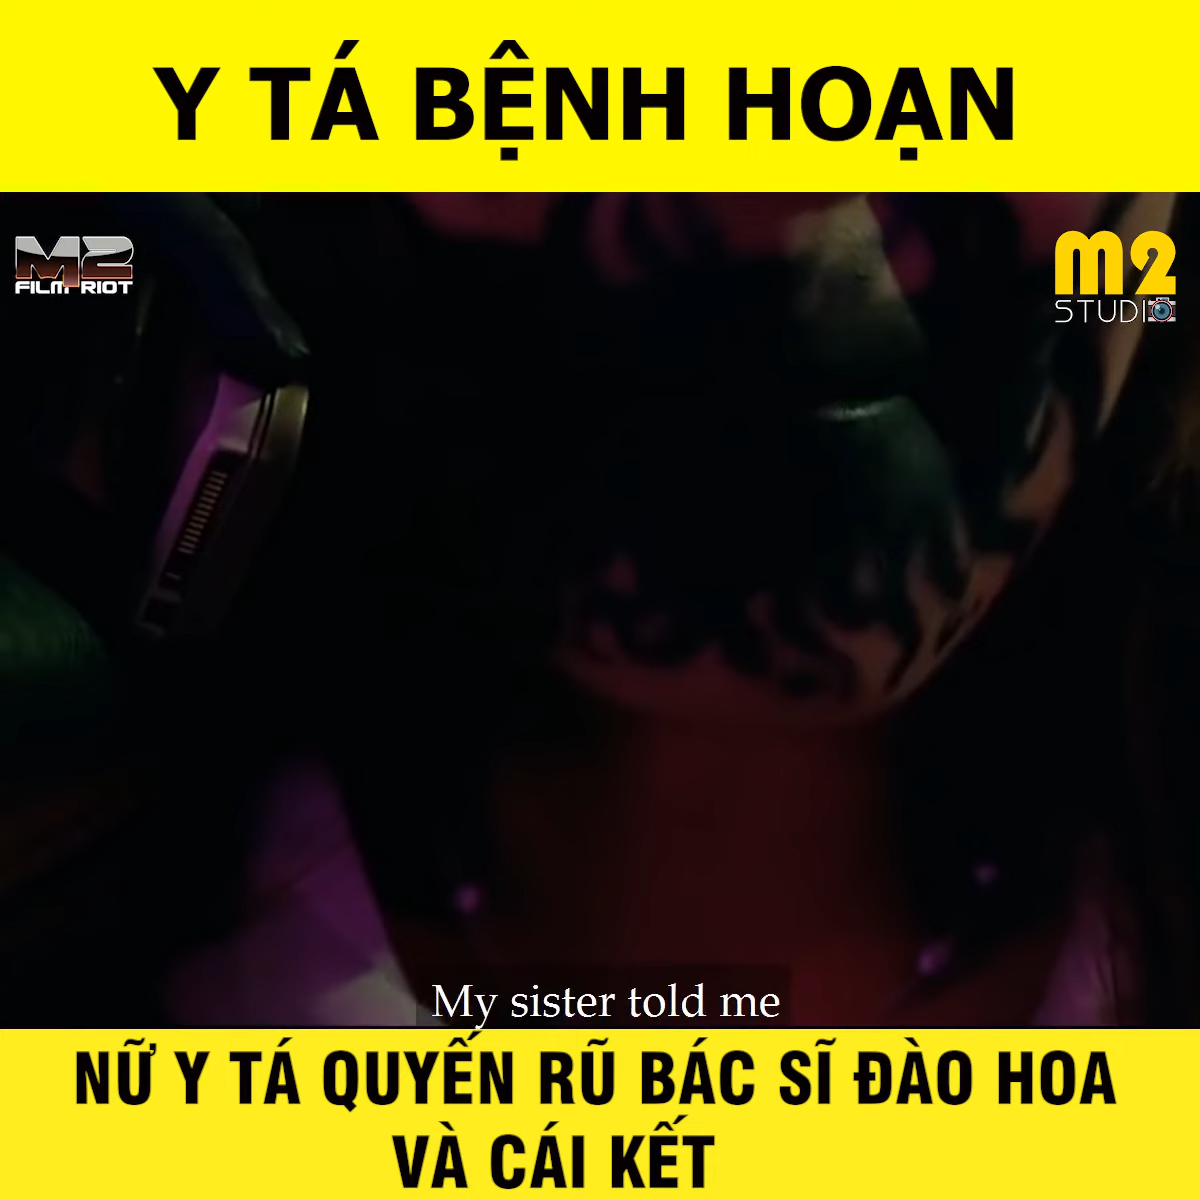 Y TÁ BỆNH HOẠN
M2
FILM RIOT
M2
STUDIO
My sister told me
NỮ Y TÁ QUYẾN RŨ BÁC SĨ ĐÀO HOA
VÀ CÁI KẾT